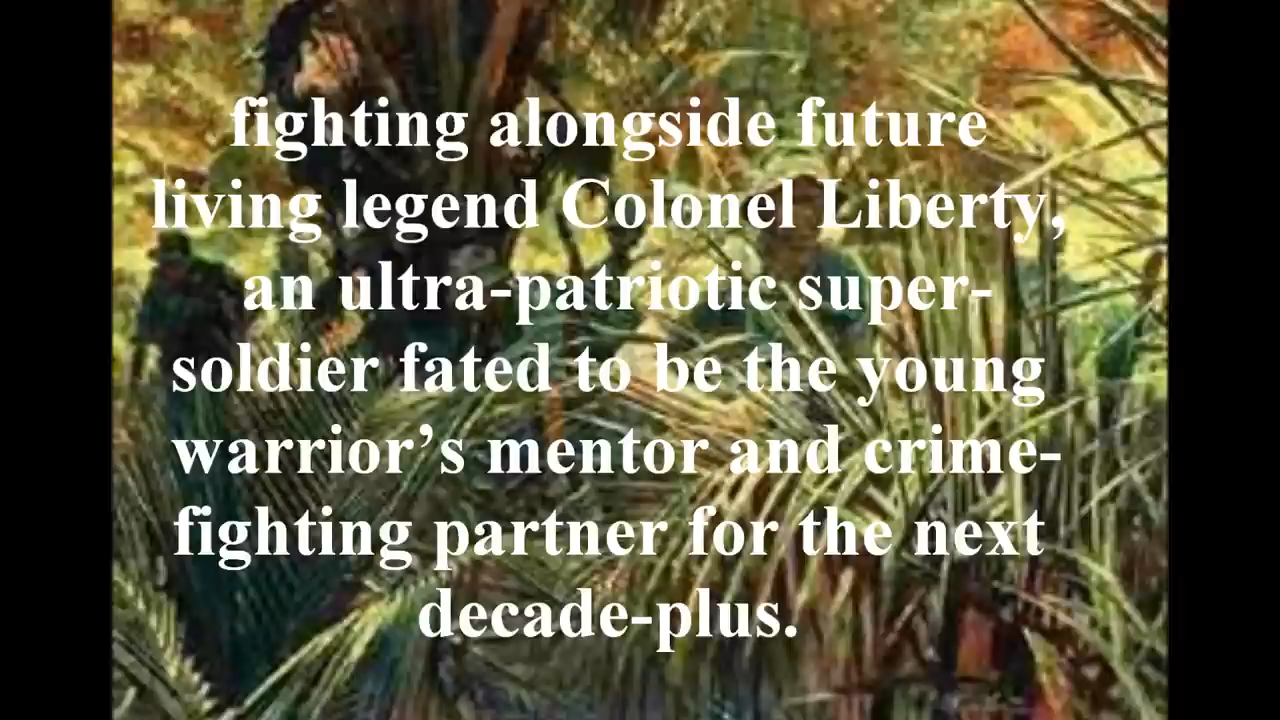 fighting alongside future
living legend Colonel Liberty,
an ultra-patriotic super-
soldier fated to be the young
warrior’s mentor and crime-
fighting partner for the next
decade-plus.